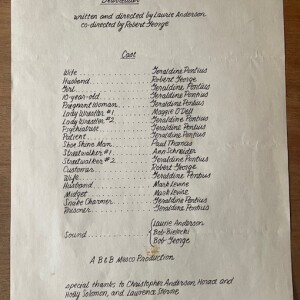 written and directed by Laurie Anderson
co-directed by Robert George
Cast
Wife . . . . . . . . . . . . . . . Geraldine Pontius
Husband . . . . . . . . . . . . Robert George
Girl . . . . . . . . . . . . . . . . Geraldine Pontius
10-year-old . . . . . . . . . . Geraldine Pontius
Pregnant Woman . . . . . . Geraldine Pontius
Lady Wrestler #1 . . . . . . Maggie O'Dell
Lady Wrestler #2 . . . . . . Geraldine Pontius
Psychiatrist . . . . . . . . . . Geraldine Pontius
Patient . . . . . . . . . . . . . Geraldine Pontius
Shoe Shine Man . . . . . . Paul Thomas
Streetwalker #1 . . . . . . . Ann Schneider
Streetwalker #2 . . . . . . . Geraldine Pontius
Customer . . . . . . . . . . . Robert George
Wife . . . . . . . . . . . . . . . Geraldine Pontius
Husband . . . . . . . . . . . . Mark Levine
Midget . . . . . . . . . . . . . Mark Levine
Snake Charmer . . . . . . . Geraldine Pontius
Prisoner . . . . . . . . . . . . Geraldine Pontius
Laurie Anderson
Sound . . . . . . . . . . . . . Bob Bielecki
Bob George
A B & B Mosco Production
special thanks to Christopher Anderson,
Holly Solomon, and Laurence